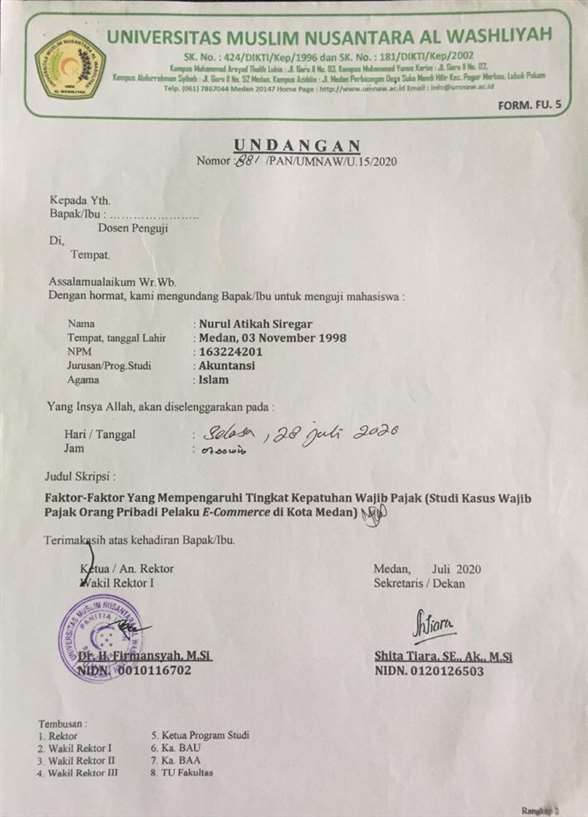 UNIVERSITAS MUSLIM NUSANTARA AL WASHLIYAH
SK. No. : 424/DIKTI/Kep/1996 dan SK. No. : 181/DIKTI/Kep/2002
Kampus Muhammad Arsyad Thalib Lubis : Jl. Garu II No. 93, Kampus Muhammad Yunus Karim : Jl. Garu II No. 02,
Kampus Abdurrahman Syihab : Jl. Garu II No. 52 Medan, Kampus Aziddin : Jl. Medan Perbaungan Desa Suka Mandi Hilir Kec. Pagar Merbau, Lubuk Pakam
Telp. (061) 7867044 Medan 20147 Home Page : http://www.umnaw.ac.id Email : info@umnaw.ac.id
FORM. FU. 5
UNDANGAN
Nomor :881 /PAN/UMNAW/U.15/2020
Kepada Yth.
Bapak/Ibu : ........................
Dosen Penguji
Di,
Tempat.
Assalamualaikum Wr.Wb.
Dengan hormat, kami mengundang Bapak/Ibu untuk menguji mahasiswa :
Nama : Nurul Atikah Siregar
Tempat, tanggal Lahir : Medan, 03 November 1998
NPM : 163224201
Jurusan/Prog.Studi : Akuntansi
Agama : Islam
Yang Insya Allah, akan diselenggarakan pada :
Hari / Tanggal : Selasa, 28 juli 2020
Jam :
Judul Skripsi :
Faktor-Faktor Yang Mempengaruhi Tingkat Kepatuhan Wajib Pajak (Studi Kasus Wajib
Pajak Orang Pribadi Pelaku E-Commerce di Kota Medan)
Terimakasih atas kehadiran Bapak/Ibu.
Ketua / An. Rektor
Wakil Rektor I
Medan, Juli 2020
Sekretaris / Dekan
UNIVERSITAS MUSLIM NUSANTARA AL WASHLIYAH
PANITIA
Dr. H. Firmansyah, M.Si
NIDN. 0010116702
Shita Tiara, SE., Ak., M.Si
NIDN. 0120126503
Tembusan :
1. Rektor
2. Wakil Rektor I
3. Wakil Rektor II
4. Wakil Rektor III
5. Ketua Program Studi
6. Ka. BAU
7. Ka. BAA
8. TU Fakultas
Rangkap 2